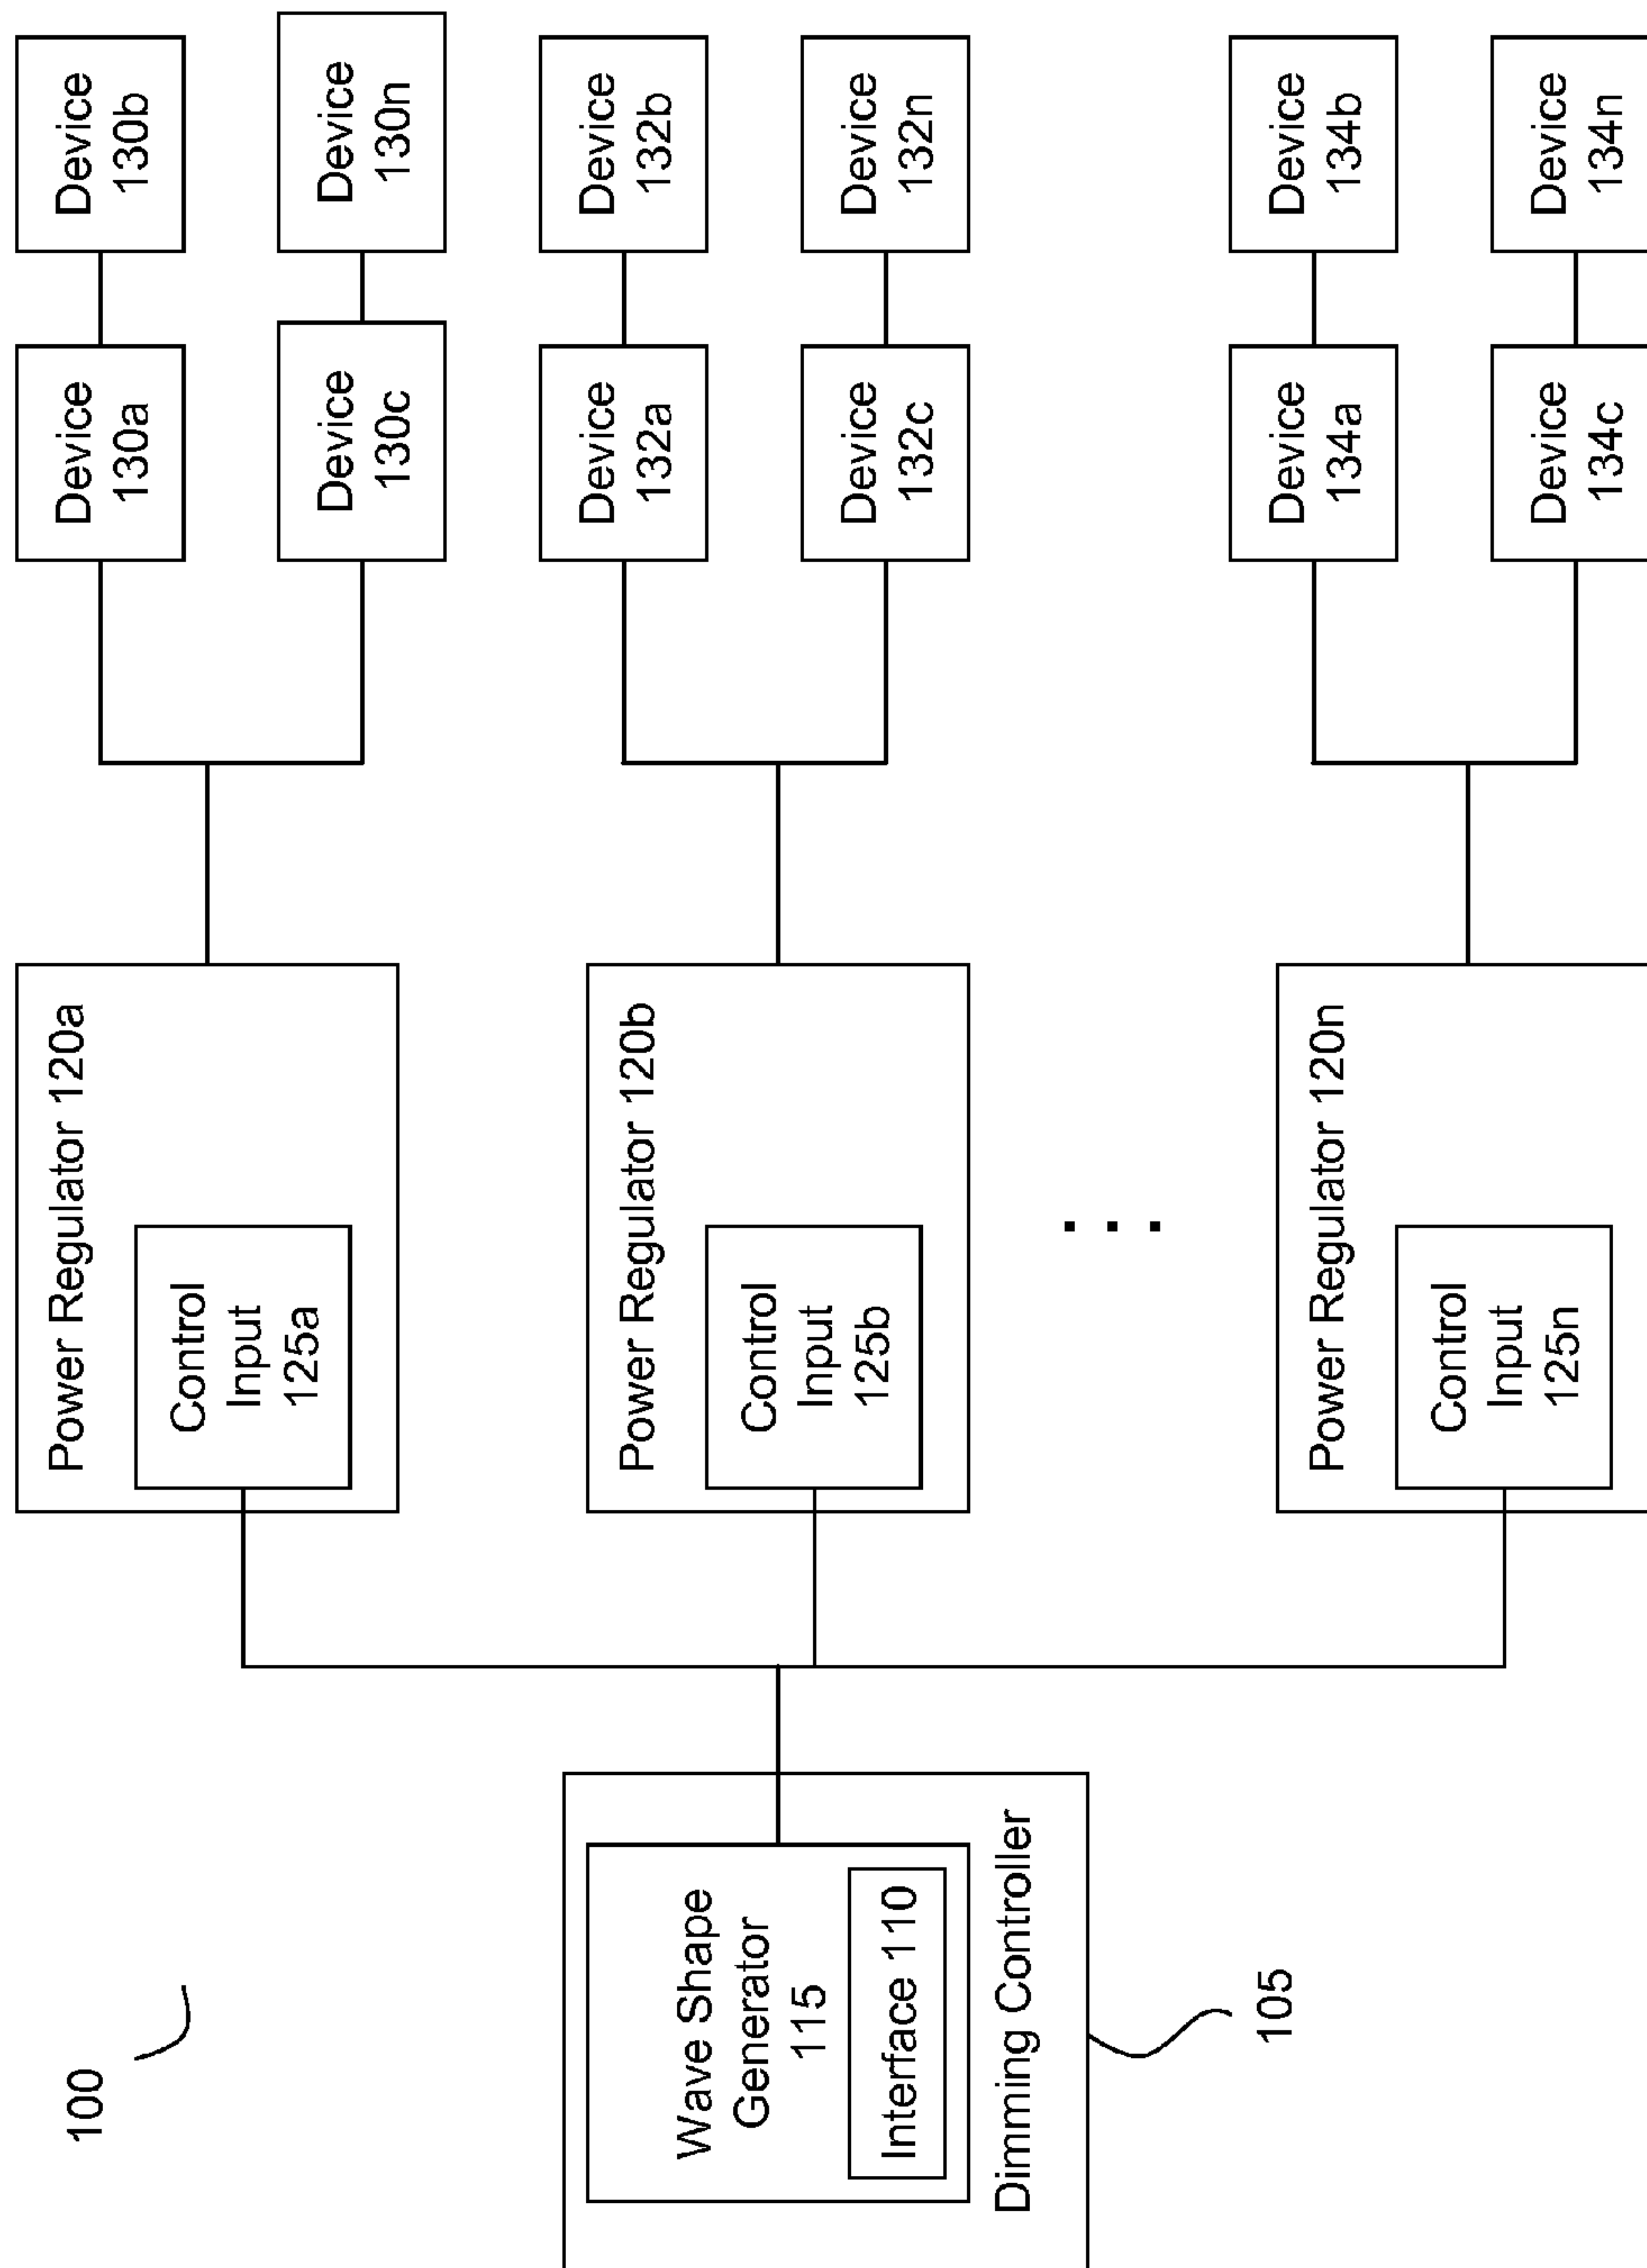 100
Wave Shape
Generator
115
Interface 110
Dimming Controller
105
Power Regulator 120a
Control
Input
125a
Power Regulator 120b
Control
Input
125b
. . .
Power Regulator 120n
Control
Input
125n
Device
130a
Device
130b
Device
130c
Device
130n
Device
132a
Device
132b
Device
132c
Device
132n
Device
134a
Device
134b
Device
134c
Device
134n